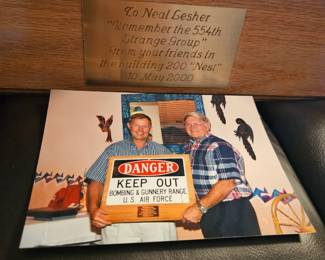 To Neal Lesher
"Remember the 554th
Strange Group"
From your friends in
the building 200 "Nest"
10 May 2000
DANGER
KEEP OUT
BOMBING & GUNNERY RANGE
U.S. AIR FORCE